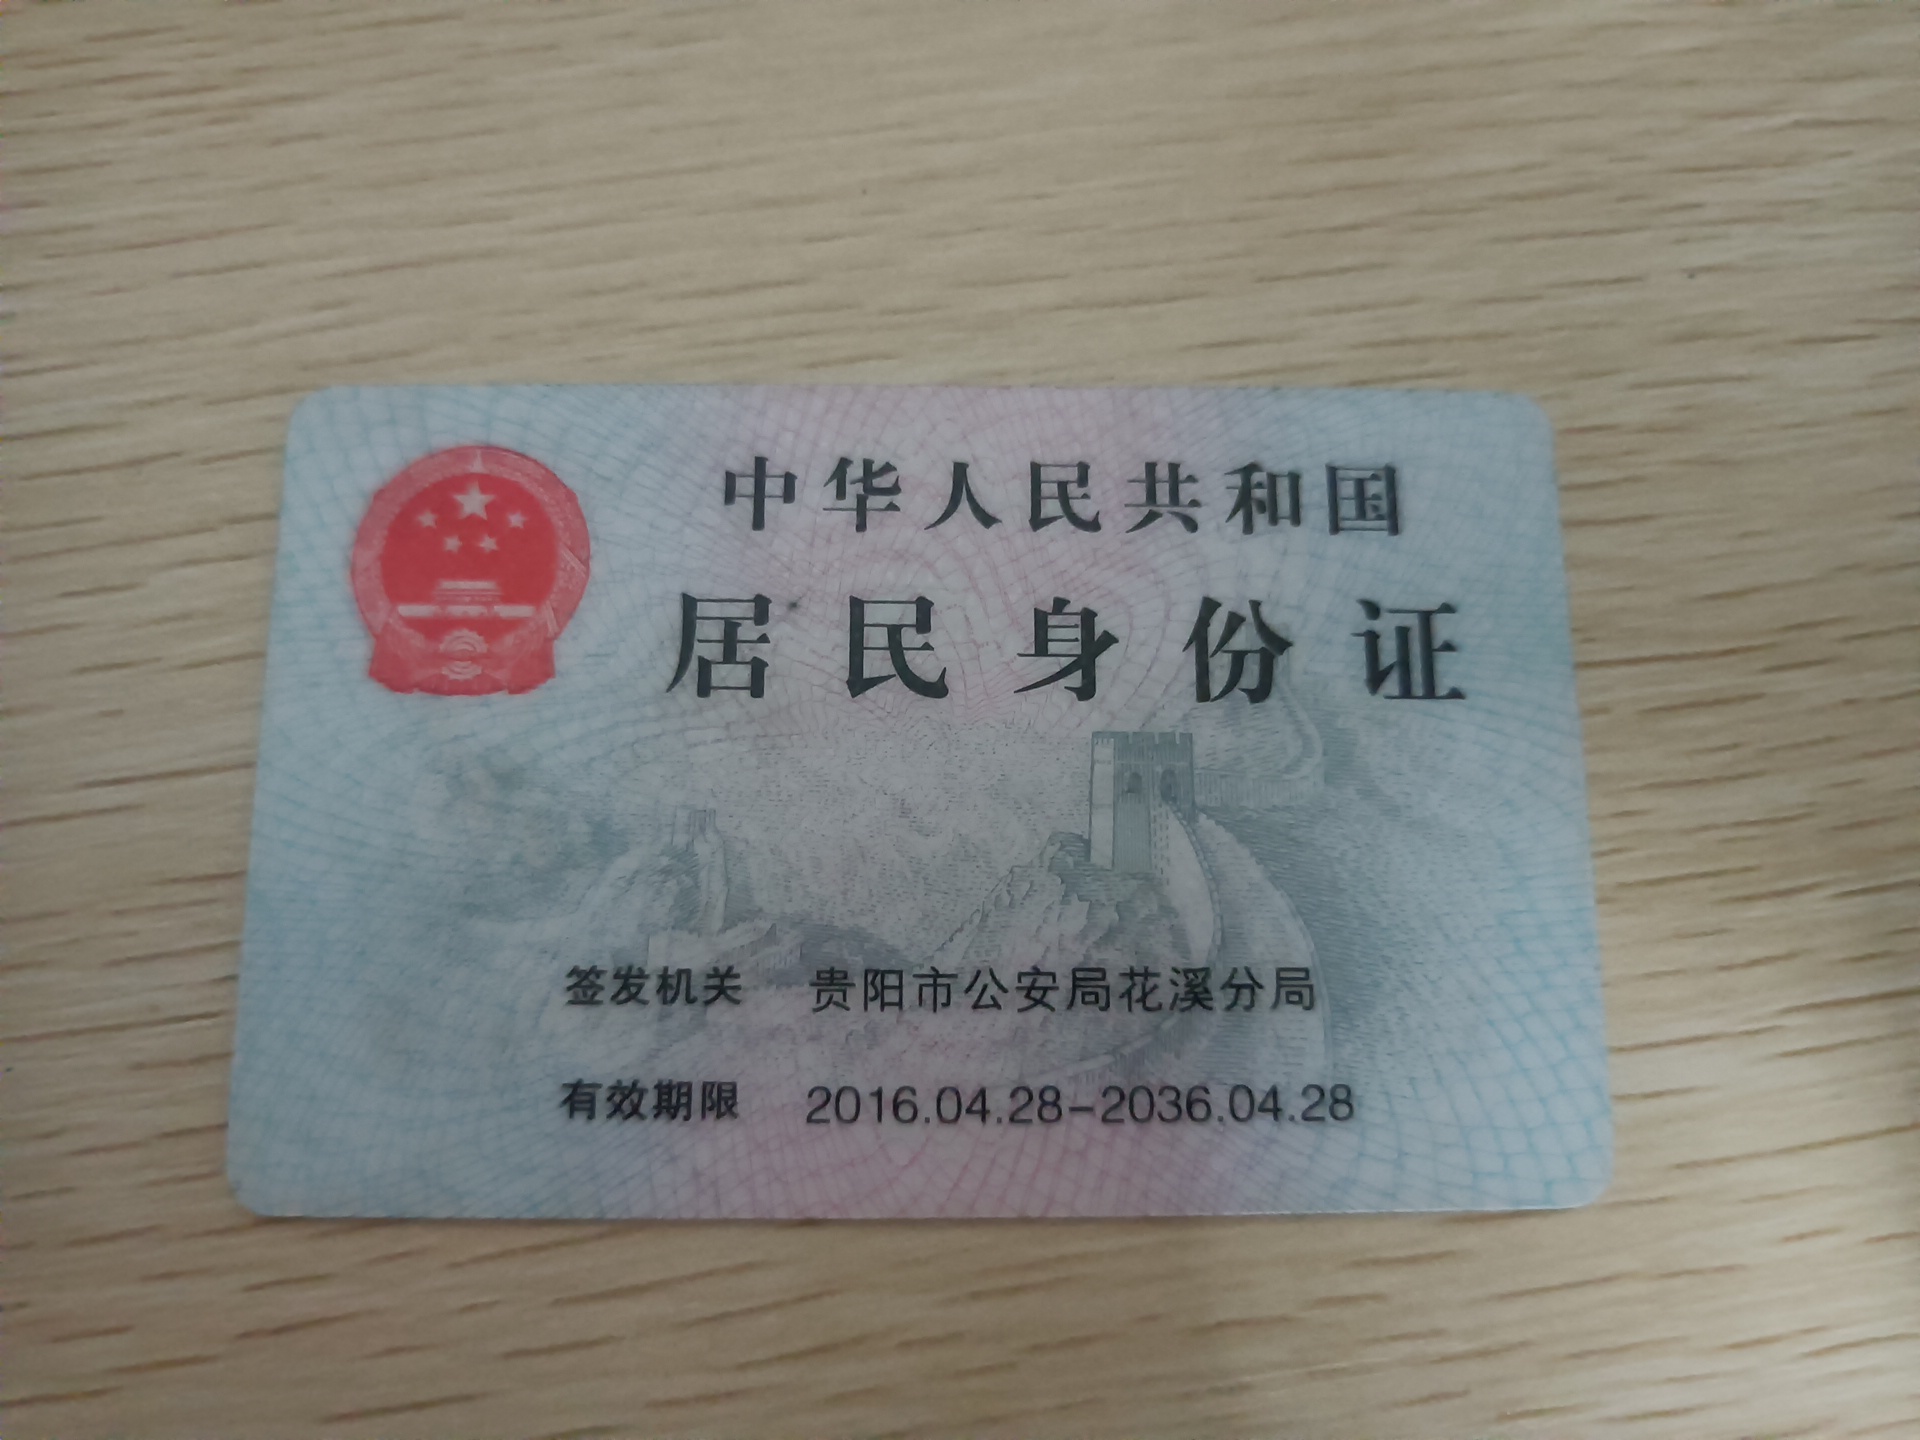 中华人民共和国
居民身份证
签发机关 贵阳市公安局花溪分局
有效期限 2016.04.28-2036.04.28